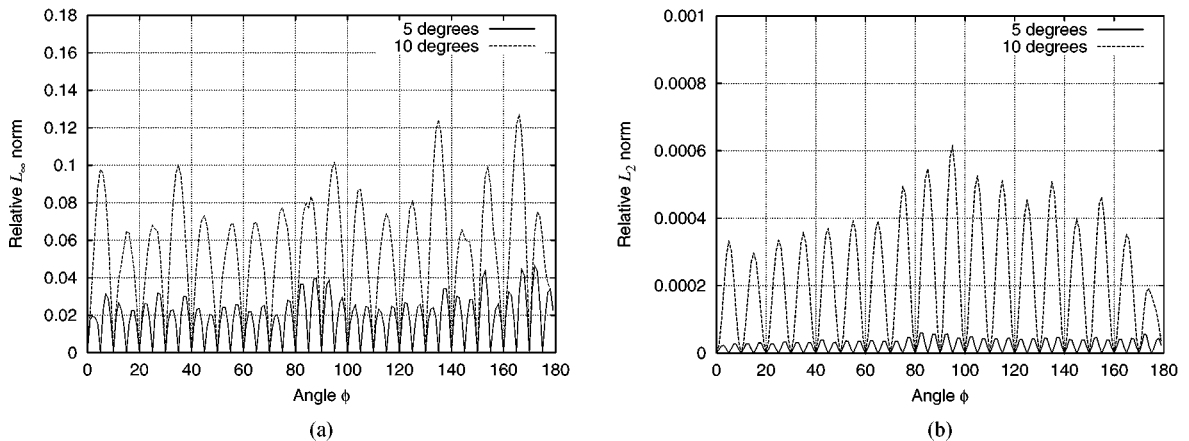 0.18
0.16
0.14
0.12
0.1
0.08
0.06
0.04
0.02
0
Relative L∞ norm
5 degrees
10 degrees
0 20 40 60 80 100 120 140 160 180
Angle ϕ
(a)
0.001
0.0008
0.0006
0.0004
0.0002
0
Relative L2 norm
5 degrees
10 degrees
0 20 40 60 80 100 120 140 160 180
Angle ϕ
(b)